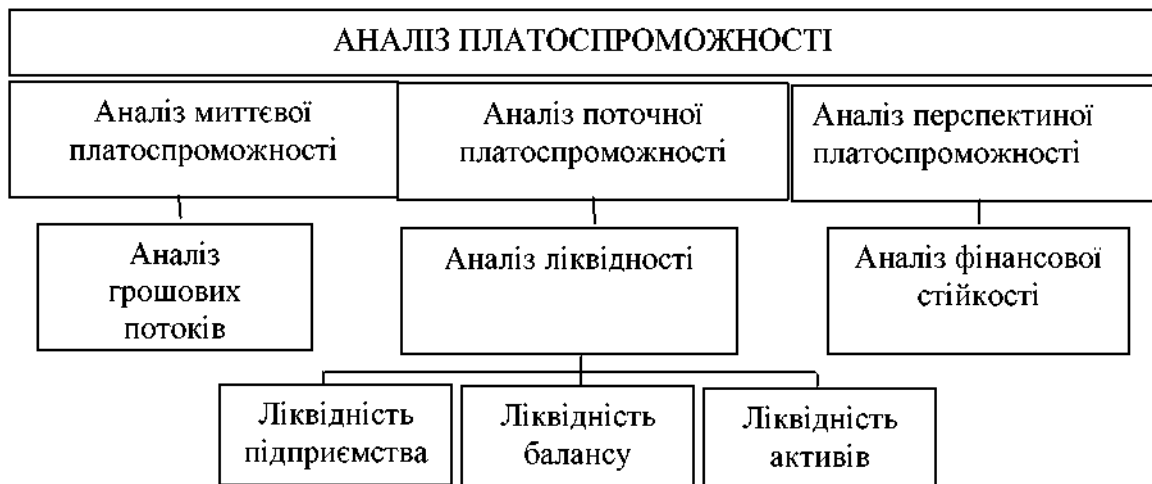 АНАЛІЗ ПЛАТОСПРОМОЖНОСТІ
Аналіз миттєвої
платоспроможності
Аналіз поточної
платоспроможності
Аналіз перспектиної
платоспроможності
Аналіз
грошових
потоків
Аналіз ліквідності
Аналіз фінансової
стійкості
Ліквідність
підприємства
Ліквідність
балансу
Ліквідність
активів